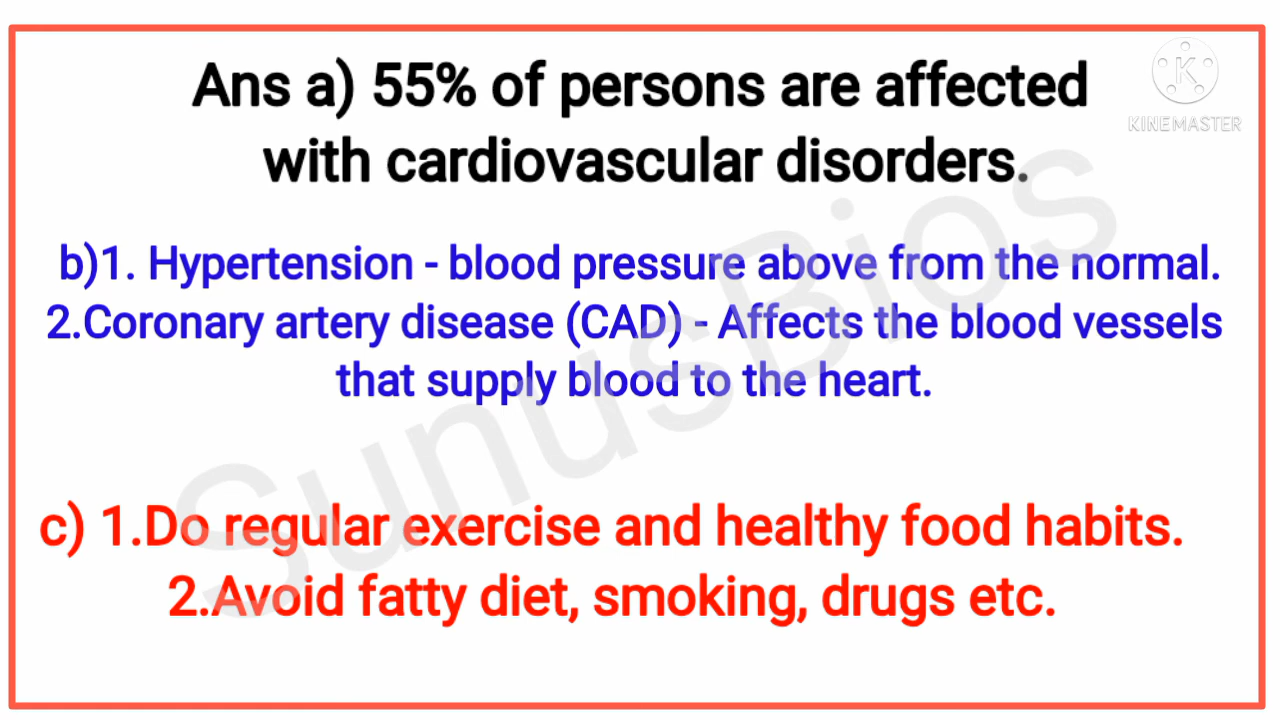 Ans a) 55% of persons are affected
with cardiovascular disorders.
K
KINEMASTER
b)1. Hypertension - blood pressure above from the normal.
2.Coronary artery disease (CAD) - Affects the blood vessels
that supply blood to the heart.
c) 1.Do regular exercise and healthy food habits.
2.Avoid fatty diet, smoking, drugs etc.
SunusBios